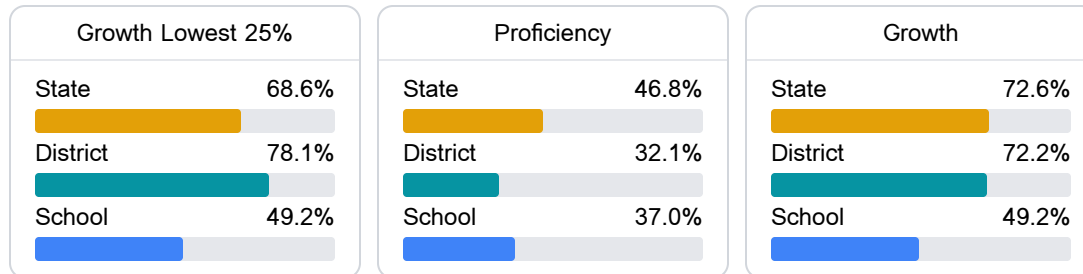 Growth Lowest 25%
State 68.6%
District 78.1%
School 49.2%
Proficiency
State 46.8%
District 32.1%
School 37.0%
Growth
State 72.6%
District 72.2%
School 49.2%